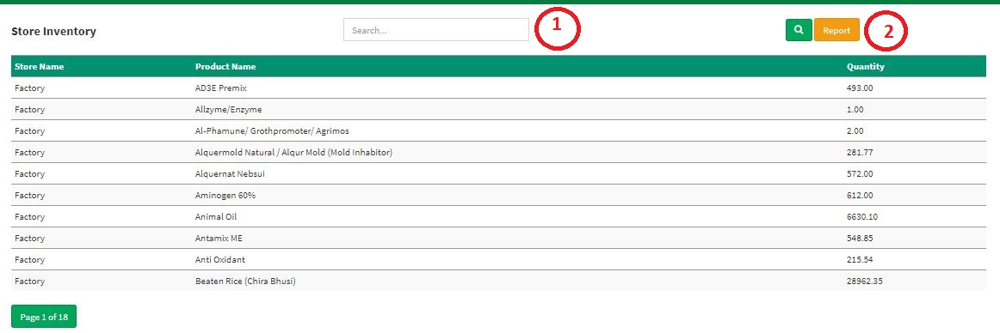 Store Inventory Search... 1 Report 2
Store Name Product Name Quantity
Factory AD3E Premix 493.00
Factory Allzyme/Enzyme 1.00
Factory Al-Phamune/ Grothpromoter/ Agrimos 2.00
Factory Alquermold Natural / Alqur Mold (Mold Inhabitor) 281.77
Factory Alquernat Nebsui 572.00
Factory Aminogen 60% 612.00
Factory Animal Oil 6630.10
Factory Antamix ME 548.85
Factory Anti Oxidant 215.54
Factory Beaten Rice (Chira Bhusi) 28962.35
Page 1 of 18